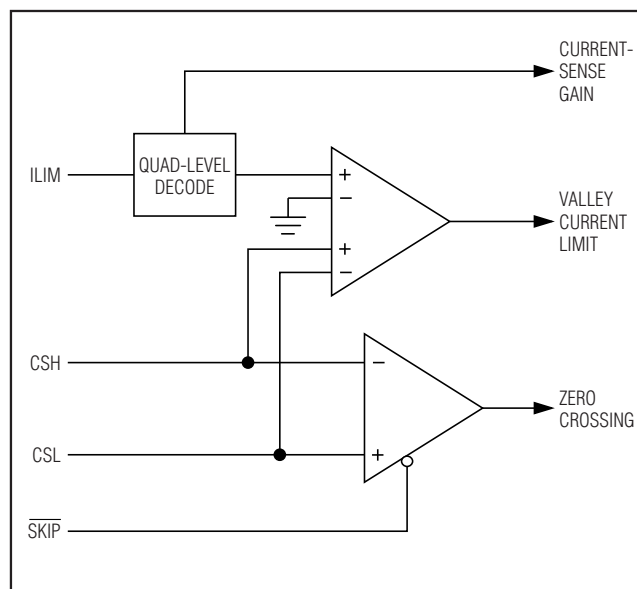 CURRENT-
SENSE
GAIN
ILIM
QUAD-LEVEL
DECODE
+
−
+
−
VALLEY
CURRENT
LIMIT
CSH
−
ZERO
CROSSING
CSL
+
SKIP